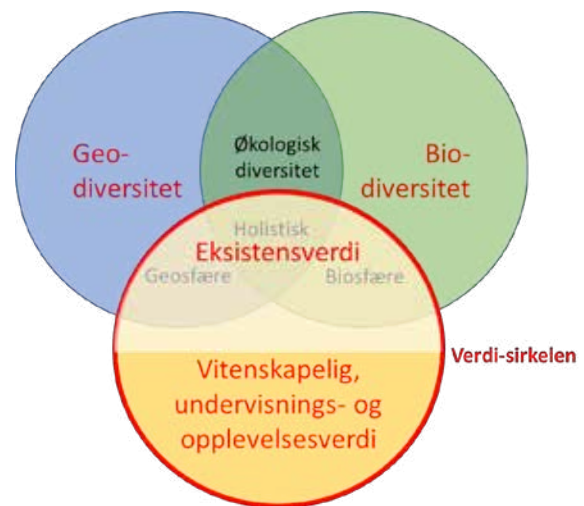 Geo-
diversitet
Økologisk
diversitet
Bio-
diversitet
Holistisk
Eksistensverdi
Geosfære
Biosfære
Verdi-sirkelen
Vitenskapelig,
undervisnings- og
opplevelsesverdi